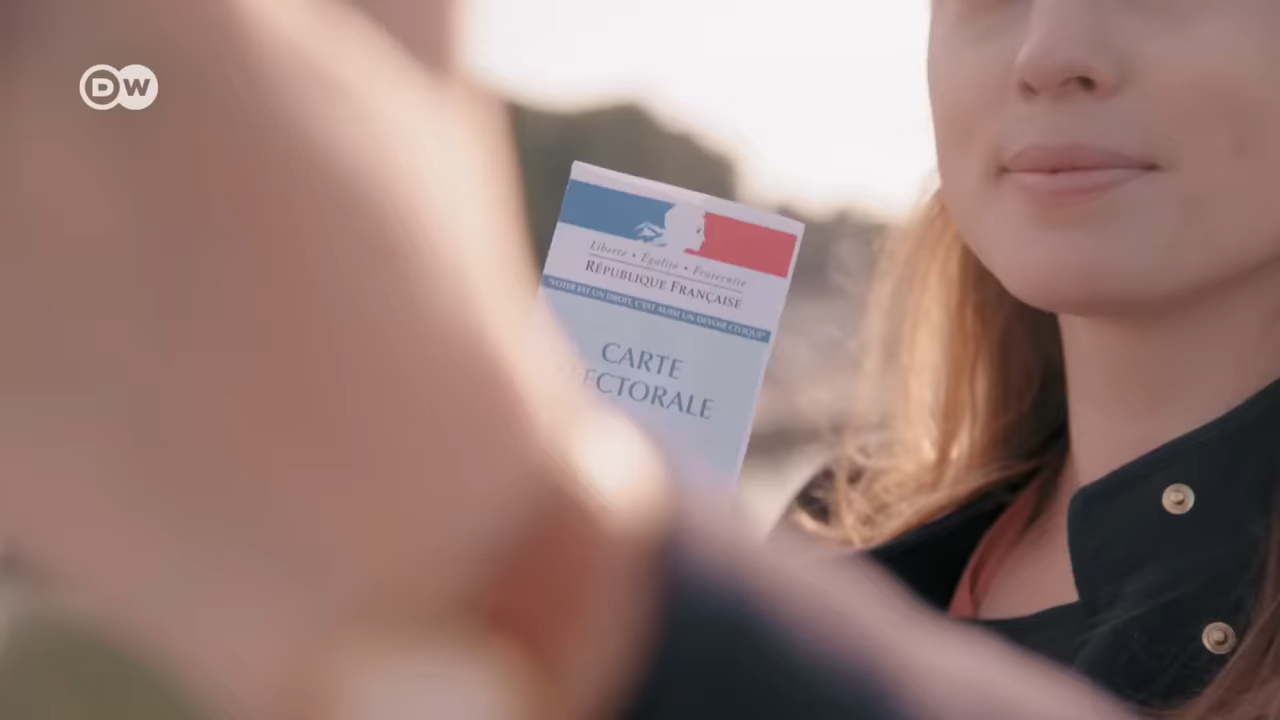 DW
Liberté • Égalité • Fraternité
RÉPUBLIQUE FRANÇAISE
"VOTER EST UN DROIT, C'EST AUSSI UN DEVOIR CIVIQUE"
CARTE
ECTORALE